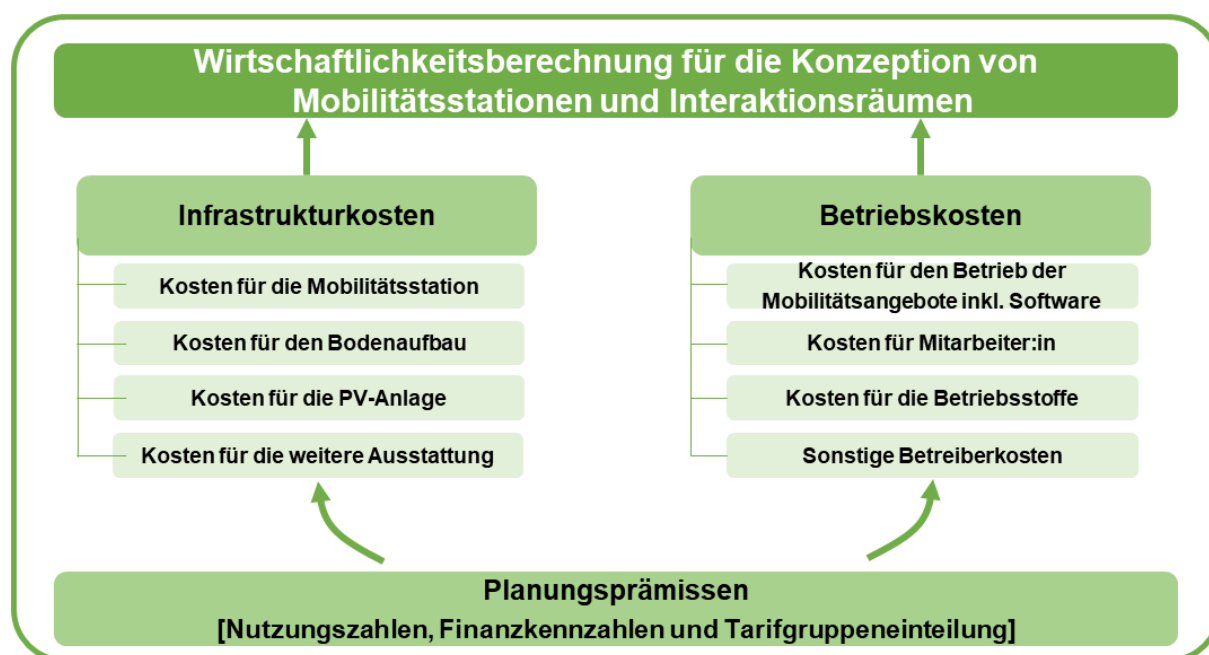 Wirtschaftlichkeitsberechnung für die Konzeption von
Mobilitätsstationen und Interaktionsräumen
Infrastrukturkosten
Kosten für die Mobilitätsstation
Kosten für den Bodenaufbau
Kosten für die PV-Anlage
Kosten für die weitere Ausstattung
Betriebskosten
Kosten für den Betrieb der
Mobilitätsangebote inkl. Software
Kosten für Mitarbeiter:in
Kosten für die Betriebsstoffe
Sonstige Betreiberkosten
Planungsprämissen
[Nutzungszahlen, Finanzkennzahlen und Tarifgruppeneinteilung]